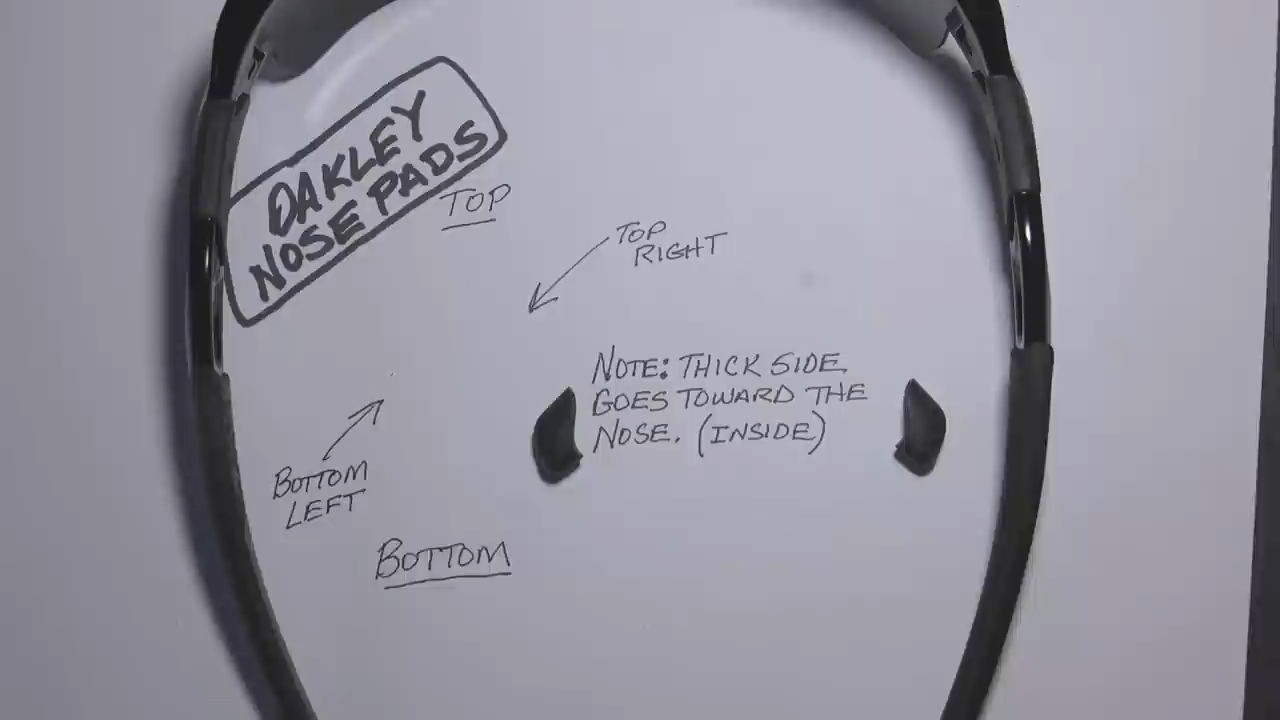 OAKLEY
NOSE PADS
TOP
TOP
RIGHT
NOTE: THICK SIDE
GOES TOWARD THE
NOSE. (INSIDE)
BOTTOM
LEFT
BOTTOM